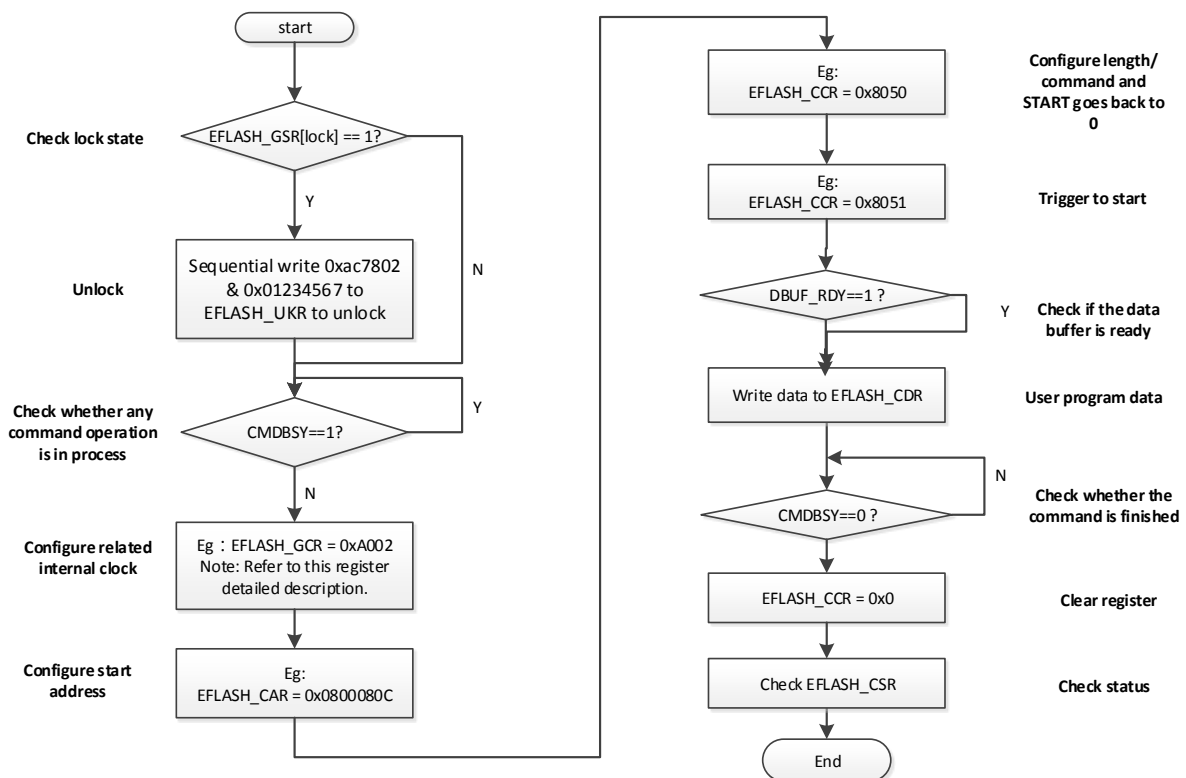 start
Check lock state
EFLASH_GSR[lock] == 1?
Y
N
Unlock
Sequential write 0xac7802
& 0x01234567 to
EFLASH_UKR to unlock
Check whether any
command operation
is in process
CMDBSY==1?
Y
N
Configure related
internal clock
Eg：EFLASH_GCR = 0xA002
Note: Refer to this register
detailed description.
Configure start
address
Eg:
EFLASH_CAR = 0x0800080C
Eg:
EFLASH_CCR = 0x8050
Configure length/
command and
START goes back to
0
Eg:
EFLASH_CCR = 0x8051
Trigger to start
DBUF_RDY==1 ?
Y
Check if the data
buffer is ready
Write data to EFLASH_CDR
User program data
CMDBSY==0 ?
N
Check whether the
command is finished
EFLASH_CCR = 0x0
Clear register
Check EFLASH_CSR
Check status
End